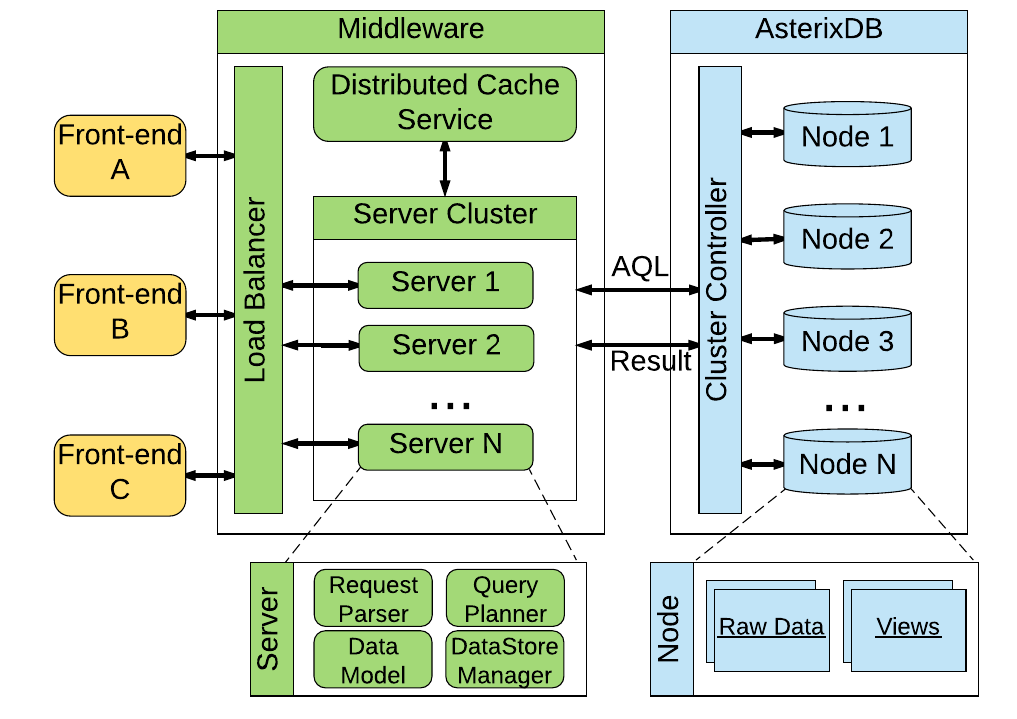 Middleware
AsterixDB
Distributed Cache
Service
Front-end
A
Front-end
B
Front-end
C
Load Balancer
Server Cluster
Server 1
Server 2
...
Server N
AQL
Result
Cluster Controller
Node 1
Node 2
Node 3
...
Node N
Server
Request
Parser
Query
Planner
Data
Model
DataStore
Manager
Node
Raw Data
Views